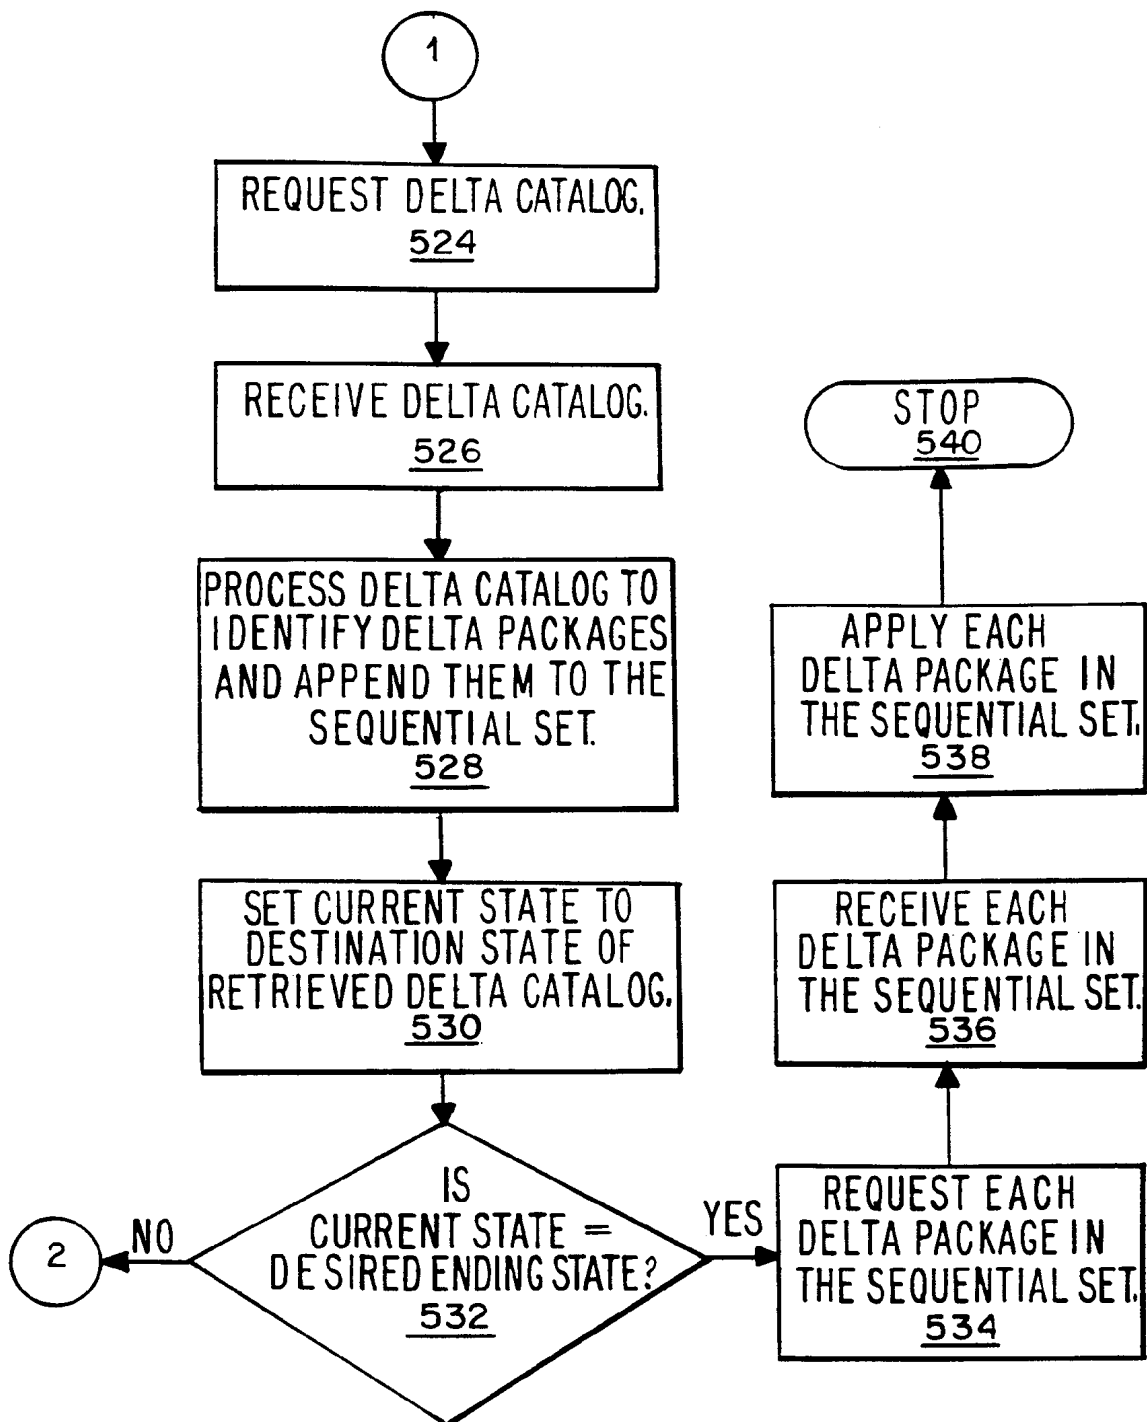 1
REQUEST DELTA CATALOG.
524
RECEIVE DELTA CATALOG.
526
PROCESS DELTA CATALOG TO
IDENTIFY DELTA PACKAGES
AND APPEND THEM TO THE
SEQUENTIAL SET.
528
SET CURRENT STATE TO
DESTINATION STATE OF
RETRIEVED DELTA CATALOG.
530
IS
CURRENT STATE =
DESIRED ENDING STATE?
532
NO
2
YES
REQUEST EACH
DELTA PACKAGE IN
THE SEQUENTIAL SET.
534
RECEIVE EACH
DELTA PACKAGE IN
THE SEQUENTIAL SET.
536
APPLY EACH
DELTA PACKAGE IN
THE SEQUENTIAL SET.
538
STOP
540